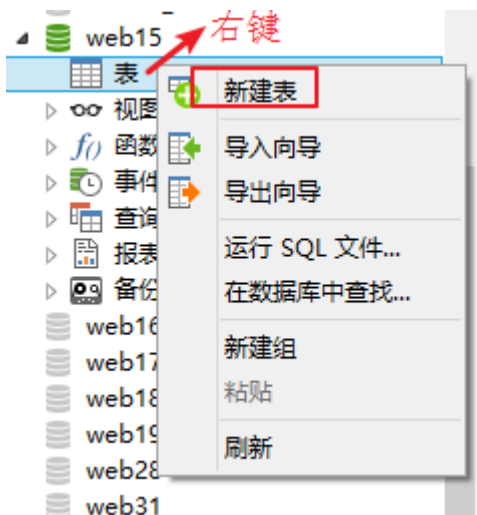 web15
右键
表
视图
f()
函数
事件
查询
报表
备份
web16
web17
web18
web19
web28
web31
新建表
导入向导
导出向导
运行 SQL 文件...
在数据库中查找...
新建组
粘贴
刷新